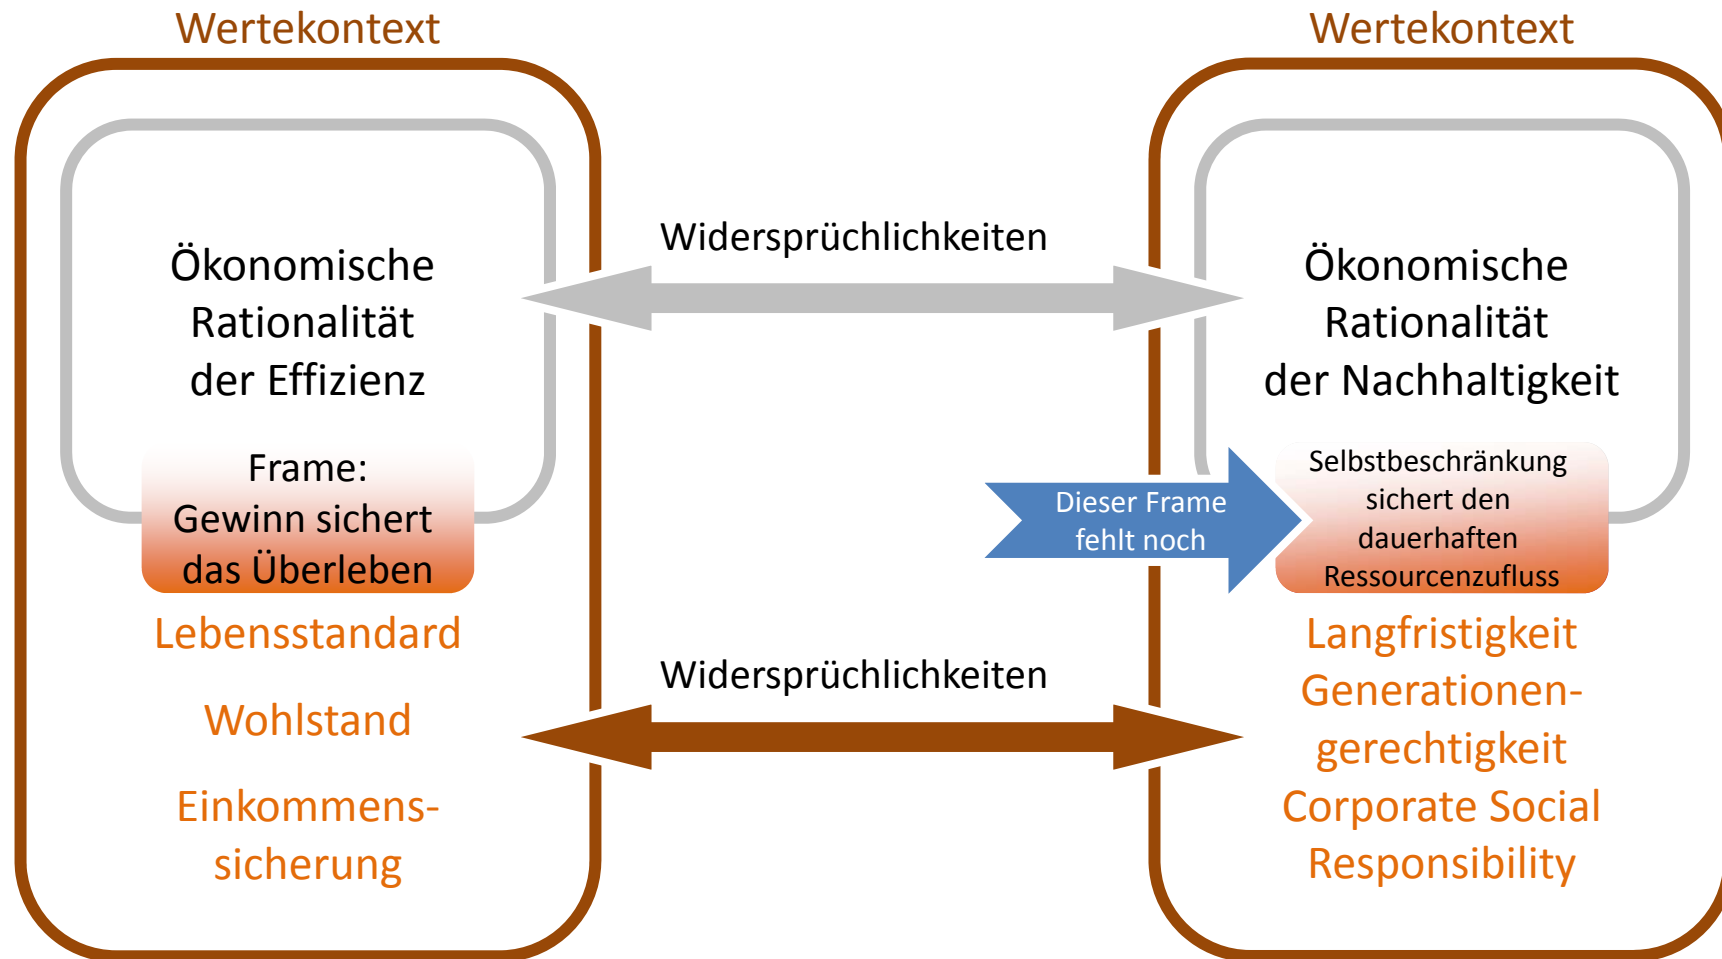 Wertekontext
Ökonomische
Rationalität
der Effizienz
Frame:
Gewinn sichert
das Überleben
Lebensstandard
Wohlstand
Einkommens-
sicherung
Widersprüchlichkeiten
Widersprüchlichkeiten
Wertekontext
Ökonomische
Rationalität
der Nachhaltigkeit
Dieser Frame
fehlt noch
Selbstbeschränkung
sichert den
dauerhaften
Ressourcenzufluss
Langfristigkeit
Generationen-
gerechtigkeit
Corporate Social
Responsibility